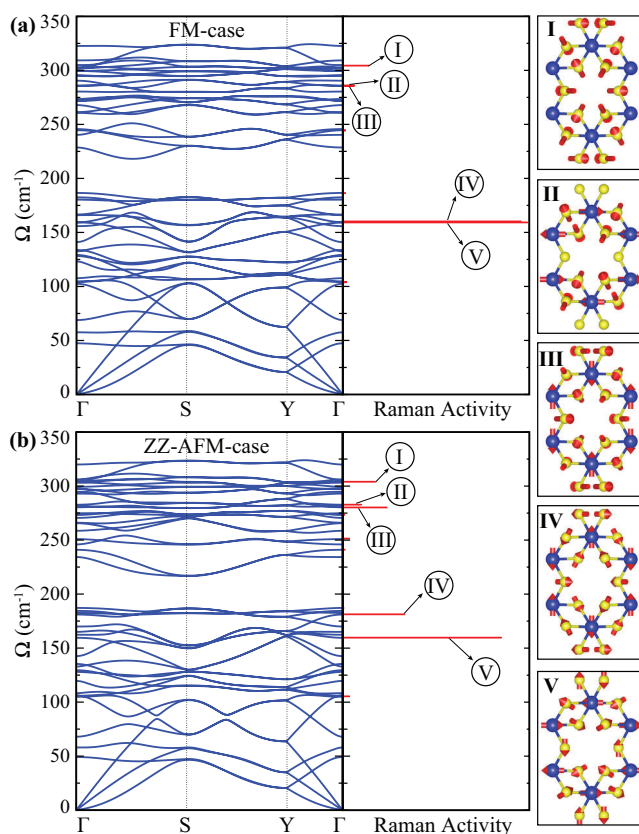 (a)
FM-case
350
300
250
200
150
100
50
0
Ω (cm⁻¹)
Γ
S
Y
Γ
I
II
III
IV
V
Raman Activity
(b)
ZZ-AFM-case
350
300
250
200
150
100
50
0
Ω (cm⁻¹)
Γ
S
Y
Γ
I
II
III
IV
V
Raman Activity
I
II
III
IV
V